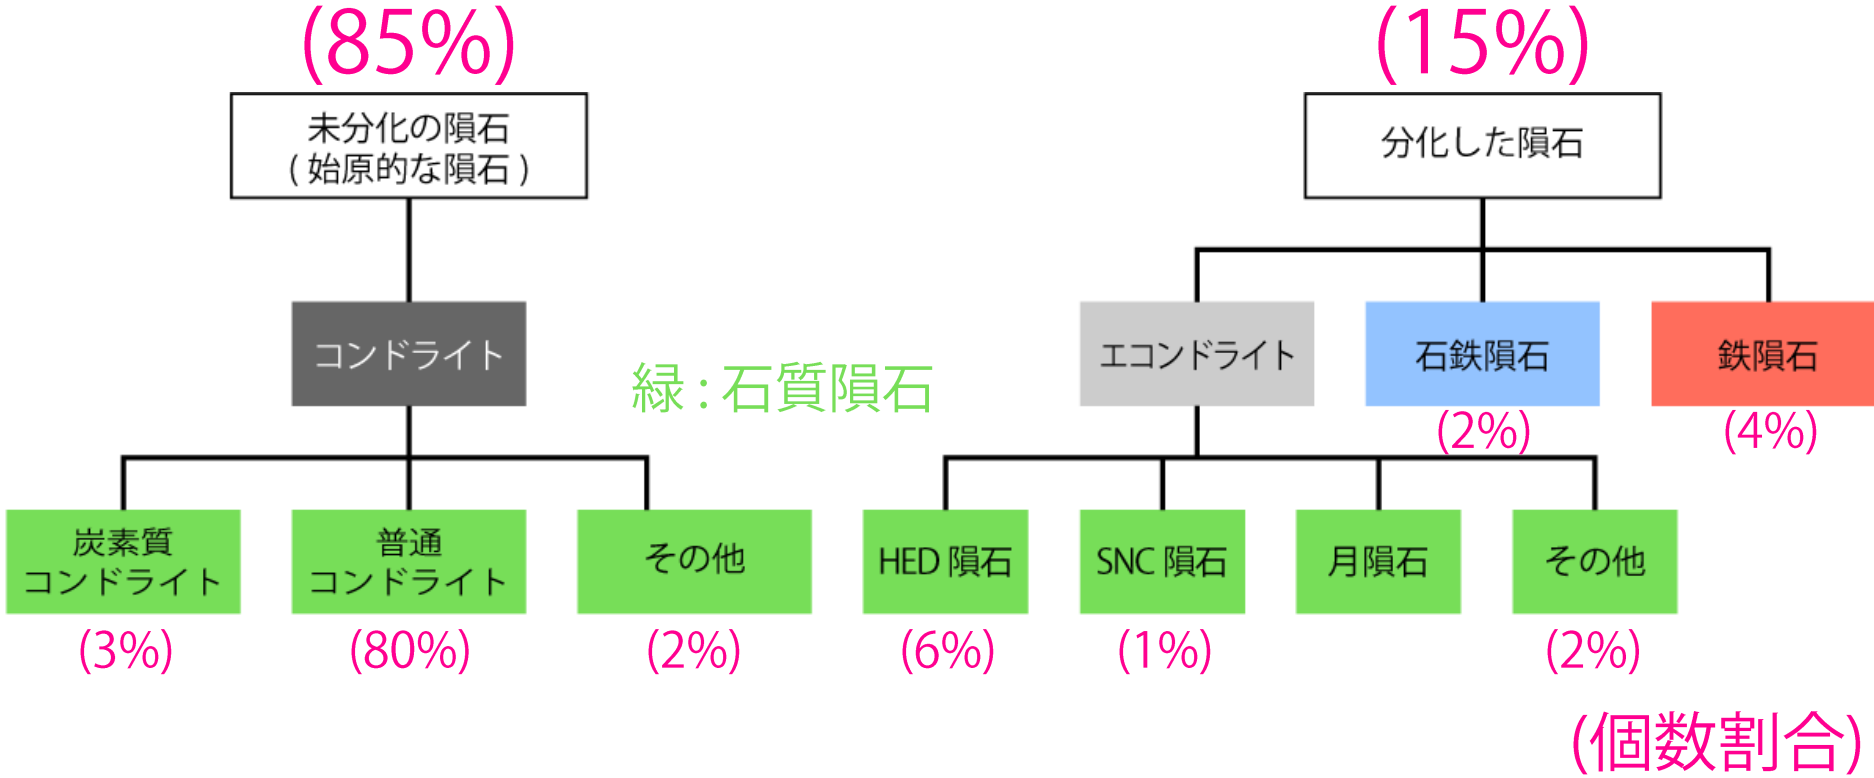 (85%)
(15%)
未分化の隕石
( 始原的な隕石 )
分化した隕石
コンドライト
緑 : 石質隕石
エコンドライト
石鉄隕石
鉄隕石
(2%)
(4%)
炭素質
コンドライト
普通
コンドライト
その他
HED 隕石
SNC 隕石
月隕石
その他
(3%)
(80%)
(2%)
(6%)
(1%)
(2%)
(個数割合)